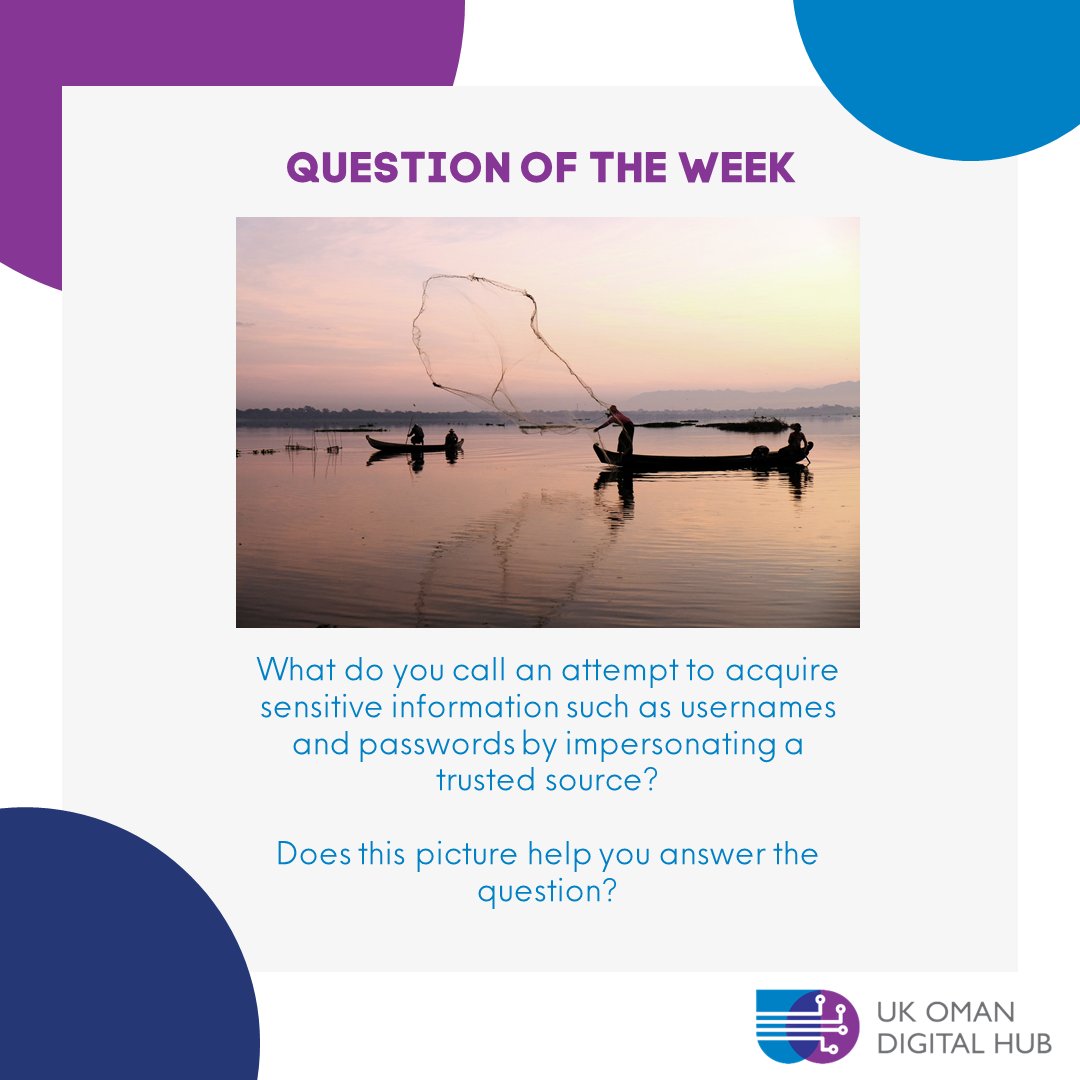 QUESTION OF THE WEEK
What do you call an attempt to acquire
sensitive information such as usernames
and passwords by impersonating a
trusted source?
Does this picture help you answer the
question?
UK OMAN
DIGITAL HUB